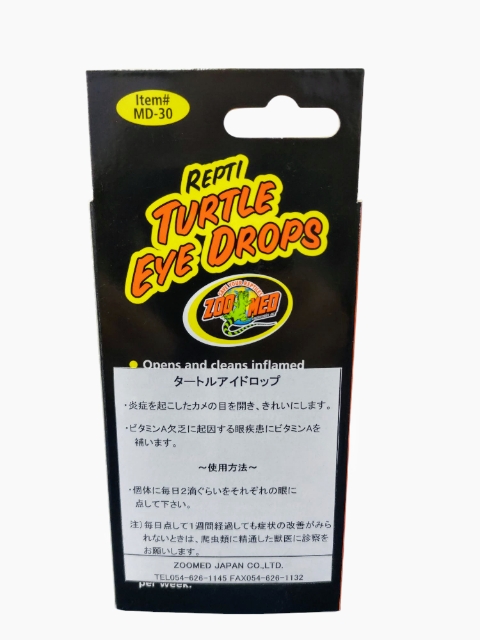 Item#
MD-30
REPTI
TURTLE
EYE DROPS
ZOO MED
Opens and cleans inflamed
タートルアイドロップ
・炎症を起こしたカメの目を開き、きれいにします。
・ビタミンA欠乏に起因する眼疾患にビタミンAを
補います。
～使用方法～
・個体に毎日2滴ぐらいをそれぞれの眼に
点して下さい。
注）毎日点して1週間経過しても症状の改善がみら
れないときは、爬虫類に精通した獣医に診察を
お願いします。
ZOOMED JAPAN CO.,LTD.
TEL054-626-1145 FAX054-626-1132
per week.